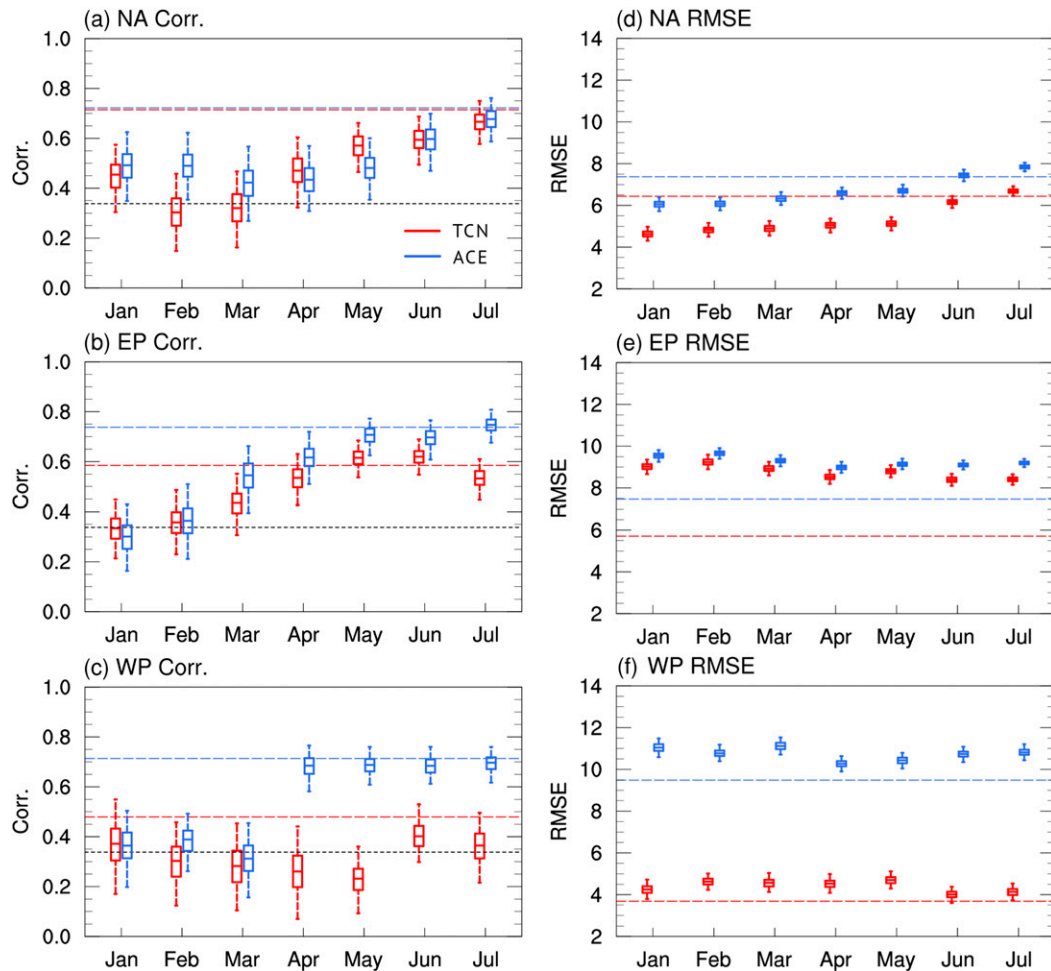 (a) NA Corr.
1.0
0.8
0.6
0.4
0.2
0.0
Corr.
TCN
ACE
Jan Feb Mar Apr May Jun Jul
(d) NA RMSE
14
12
10
8
6
4
2
RMSE
Jan Feb Mar Apr May Jun Jul
(b) EP Corr.
1.0
0.8
0.6
0.4
0.2
0.0
Corr.
Jan Feb Mar Apr May Jun Jul
(e) EP RMSE
14
12
10
8
6
4
2
RMSE
Jan Feb Mar Apr May Jun Jul
(c) WP Corr.
1.0
0.8
0.6
0.4
0.2
0.0
Corr.
Jan Feb Mar Apr May Jun Jul
(f) WP RMSE
14
12
10
8
6
4
2
RMSE
Jan Feb Mar Apr May Jun Jul